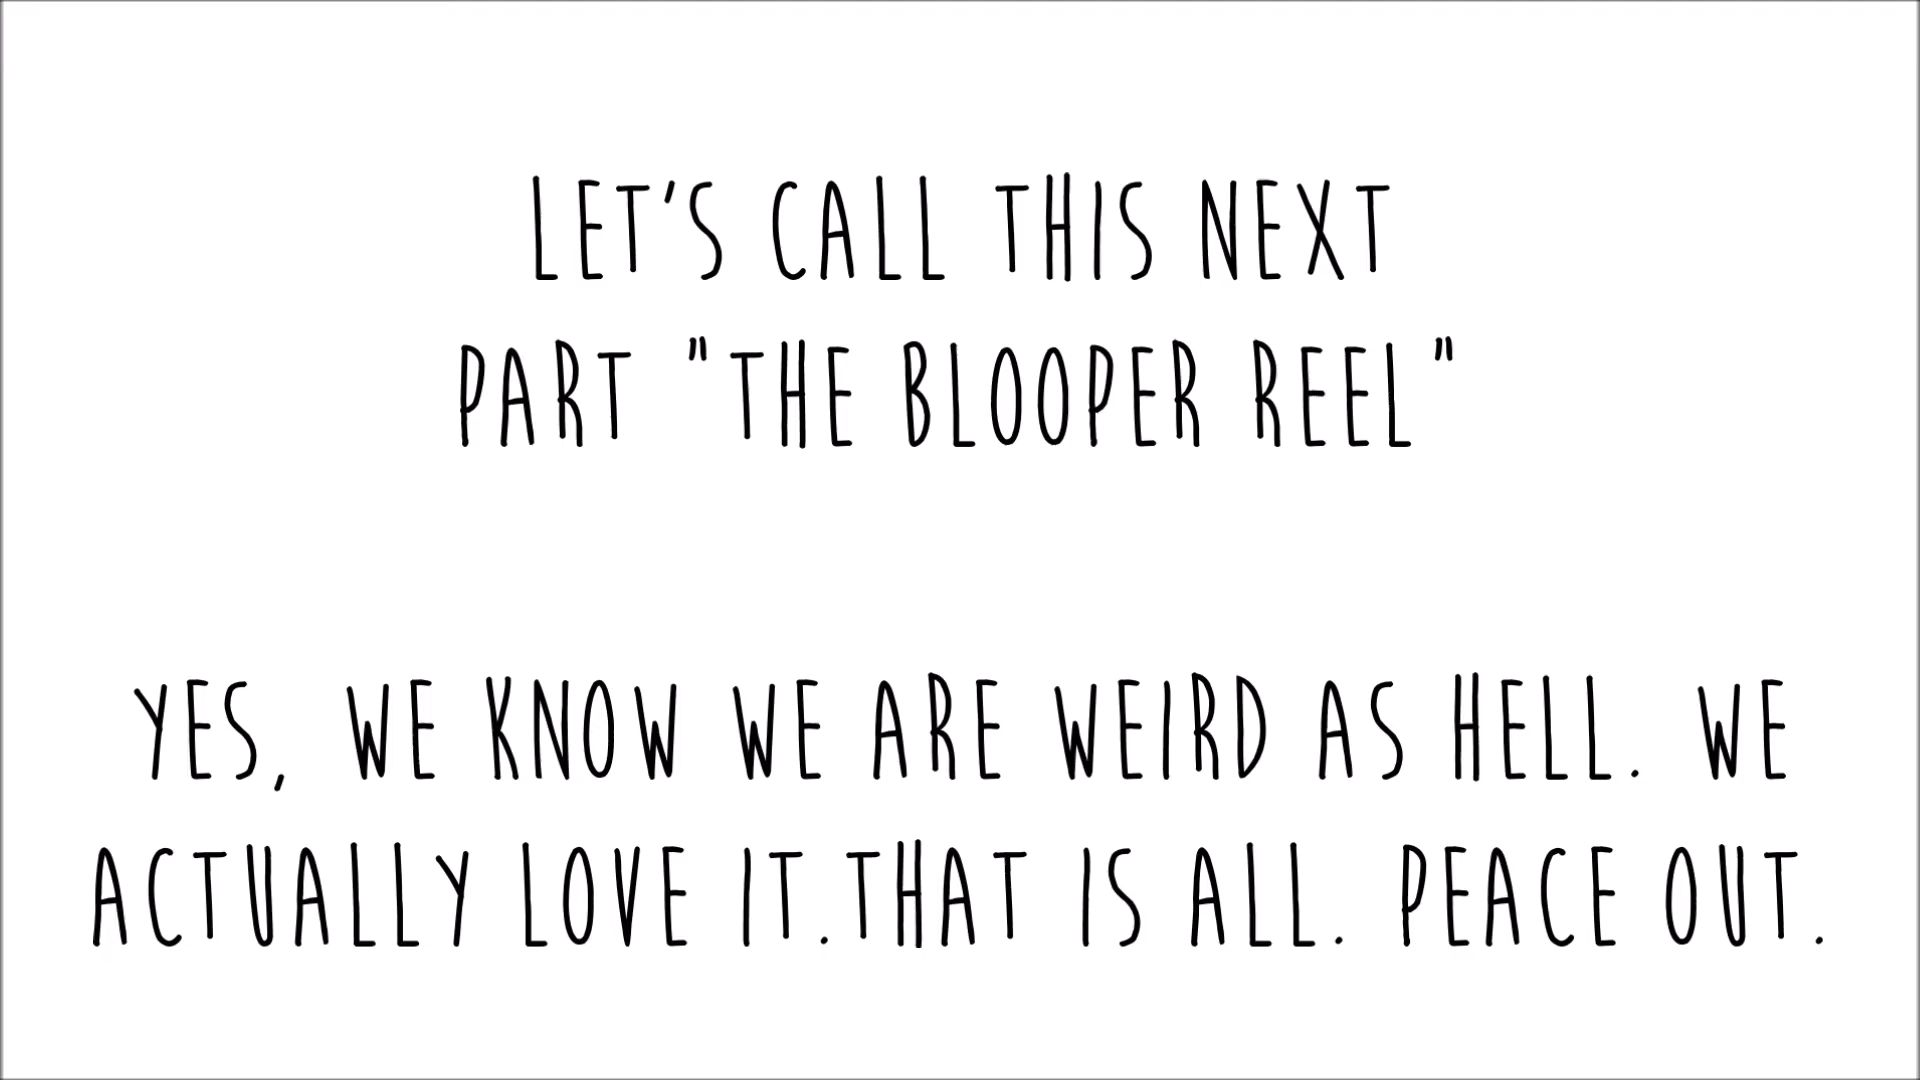 LET'S CALL THIS NEXT
PART "THE BLOOPER REEL"
YES, WE KNOW WE ARE WEIRD AS HELL. WE
ACTUALLY LOVE IT.THAT IS ALL. PEACE OUT.